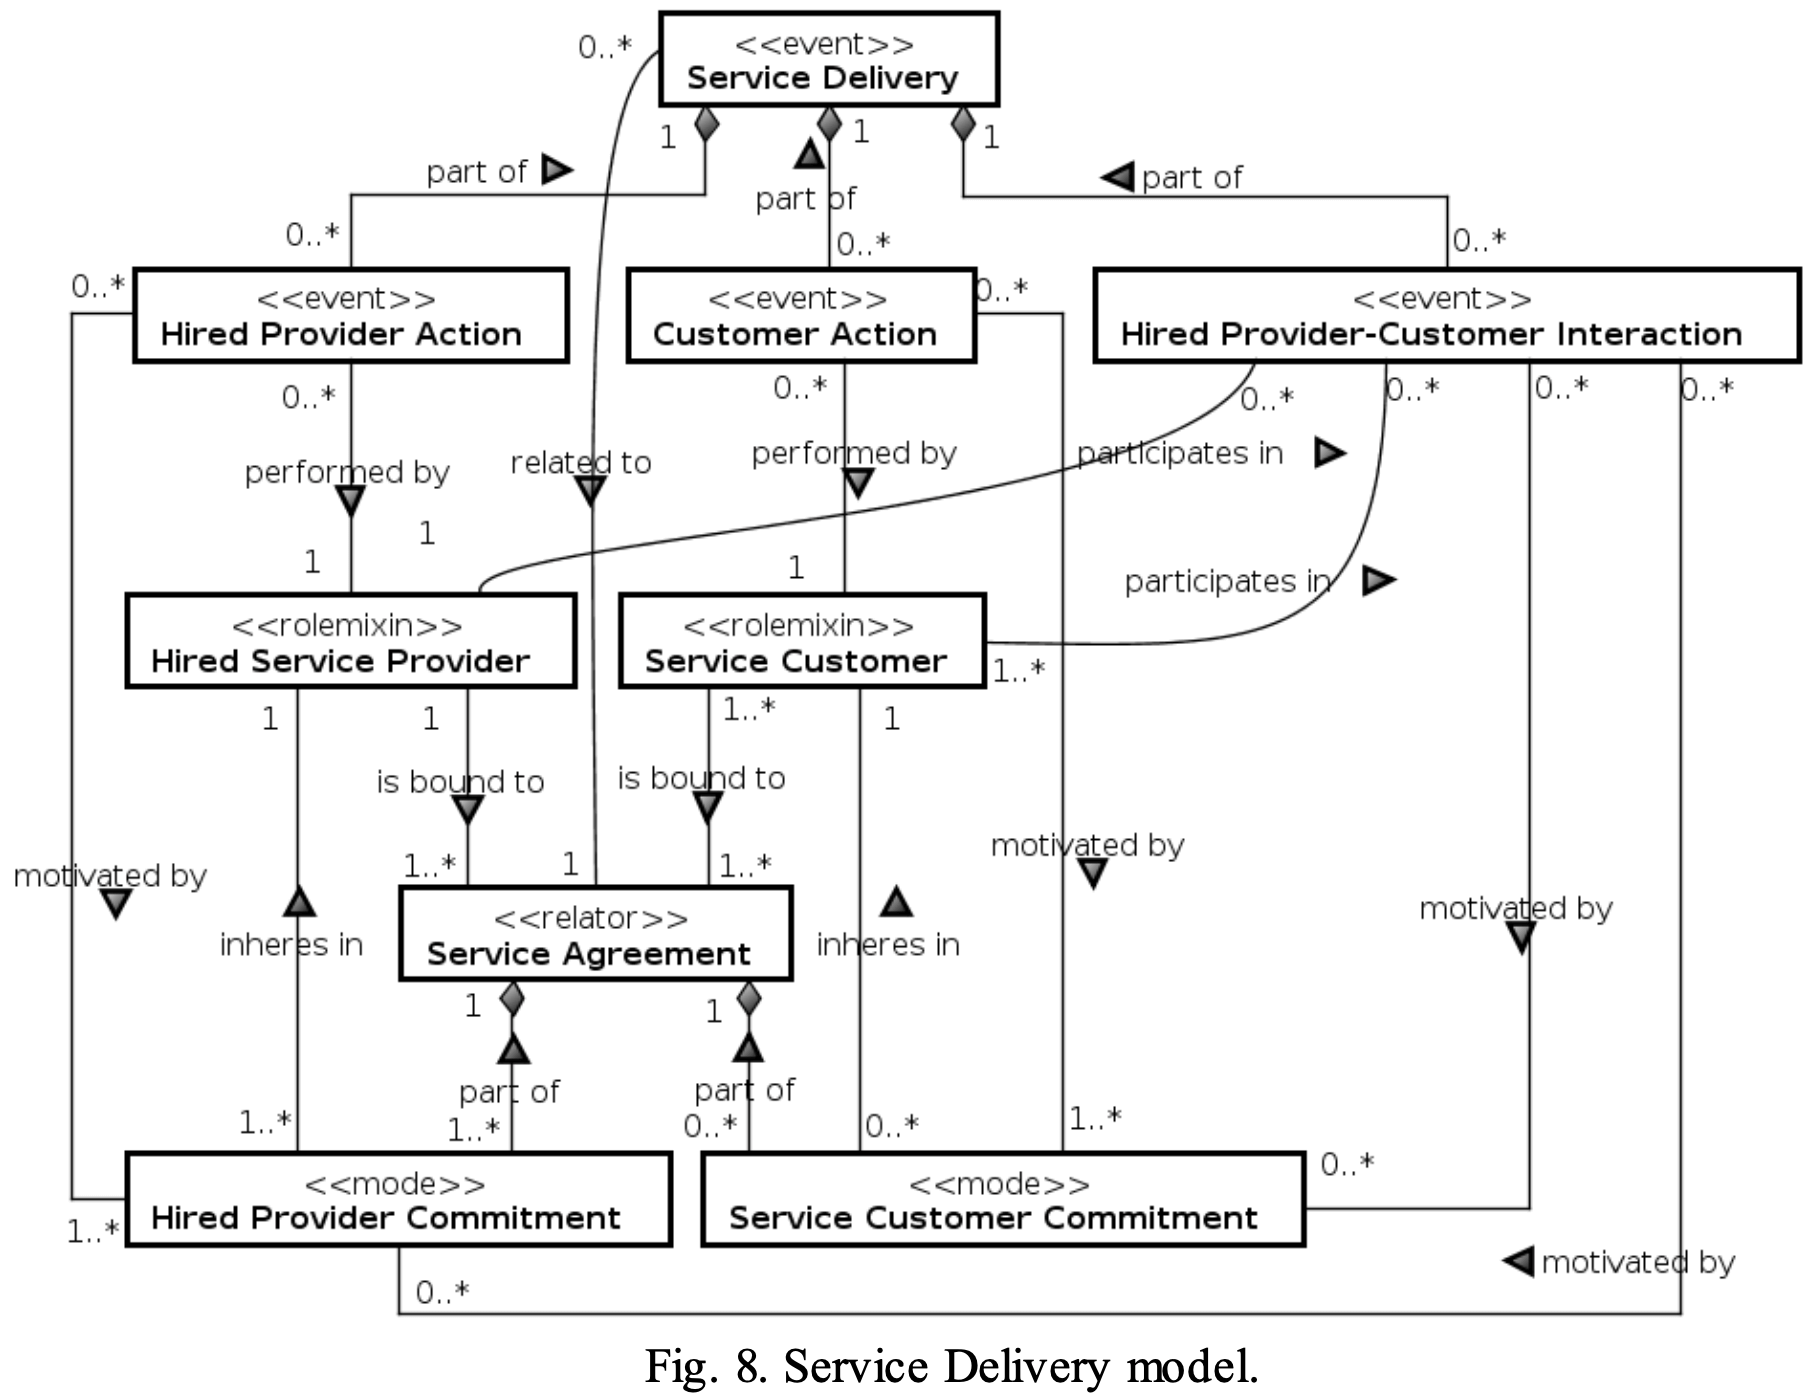 0..*
<<event>>
Service Delivery
1
1
1
part of
part of
part of
0..*
0..*
0..*
0..*
<<event>>
Hired Provider Action
<<event>>
Customer Action
0..*
<<event>>
Hired Provider-Customer Interaction
0..*
0..*
0..*
0..*
0..*
0..*
performed by
related to
performed by
participates in
1
1
1
participates in
<<rolemixin>>
Hired Service Provider
<<rolemixin>>
Service Customer
1..*
1
1
1..*
1
is bound to
is bound to
motivated by
motivated by
1..*
1
1..*
motivated by
inheres in
<<relator>>
Service Agreement
inheres in
1
1
part of
part of
1..*
1..*
0..*
0..*
1..*
0..*
1..*
<<mode>>
Hired Provider Commitment
<<mode>>
Service Customer Commitment
motivated by
0..*
Fig. 8. Service Delivery model.